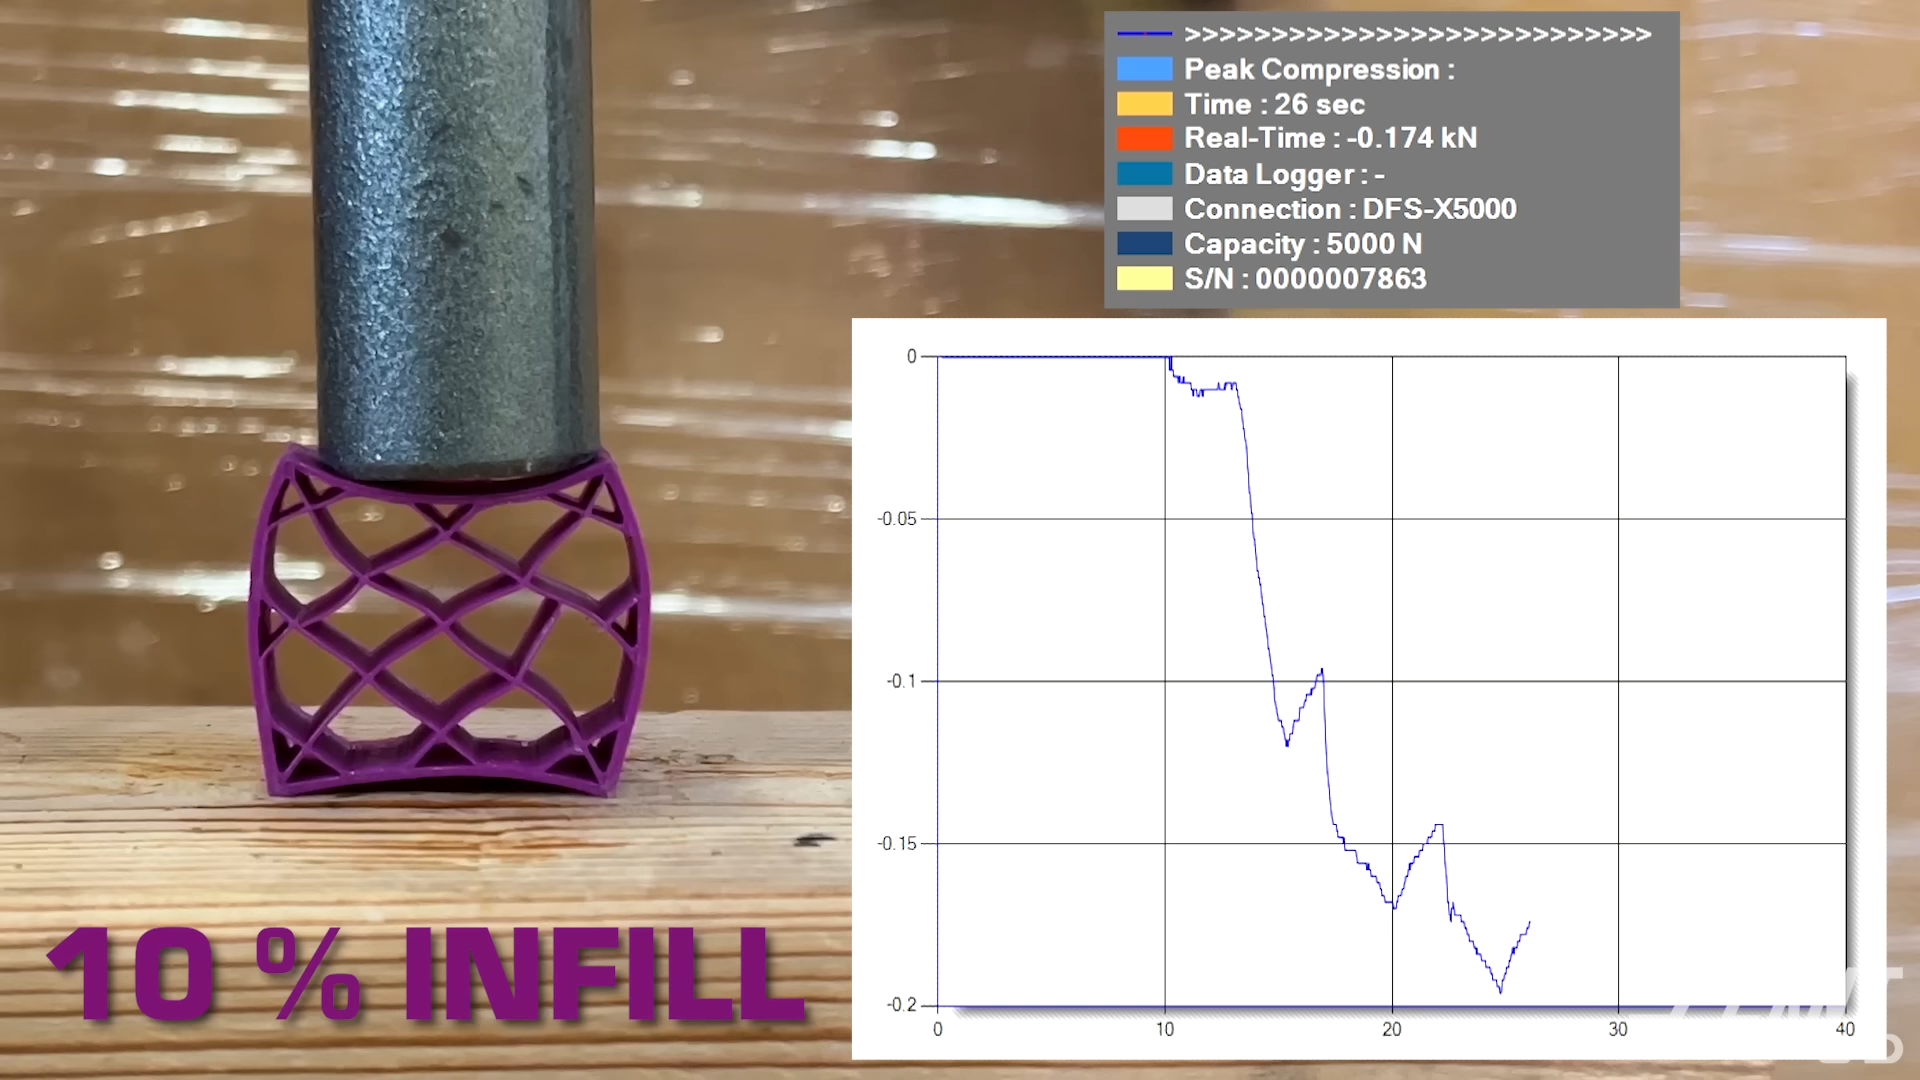 >>>>>>>>>>>>>>>>>>>>>>>>>>>
Peak Compression :
Time : 26 sec
Real-Time : -0.174 kN
Data Logger : -
Connection : DFS-X5000
Capacity : 5000 N
S/N : 0000007863
0
-0.05
-0.1
-0.15
-0.2
0 10 20 30 40
10 % INFILL